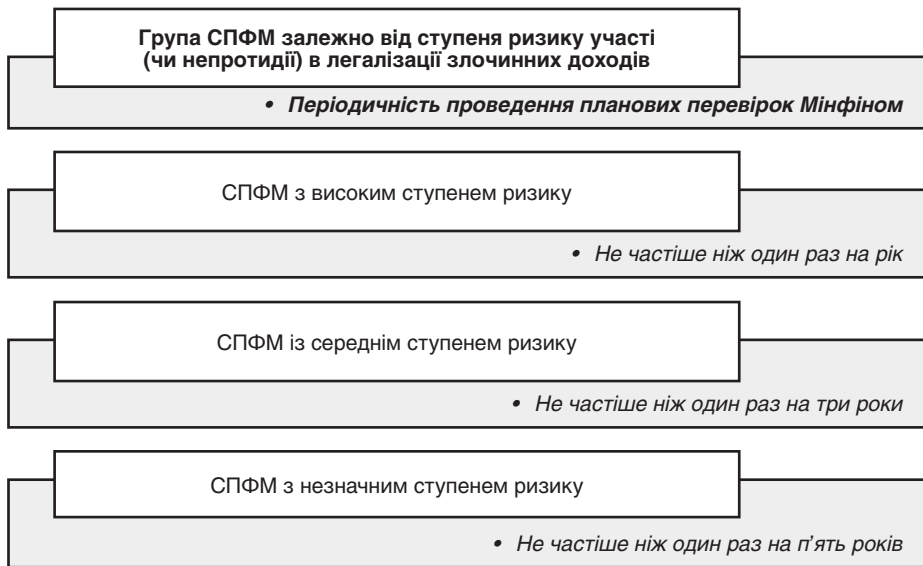 Група СПФМ залежно від ступеня ризику участі
(чи непротидії) в легалізації злочинних доходів
• Періодичність проведення планових перевірок Мінфіном
СПФМ з високим ступенем ризику
• Не частіше ніж один раз на рік
СПФМ із середнім ступенем ризику
• Не частіше ніж один раз на три роки
СПФМ з незначним ступенем ризику
• Не частіше ніж один раз на п'ять років